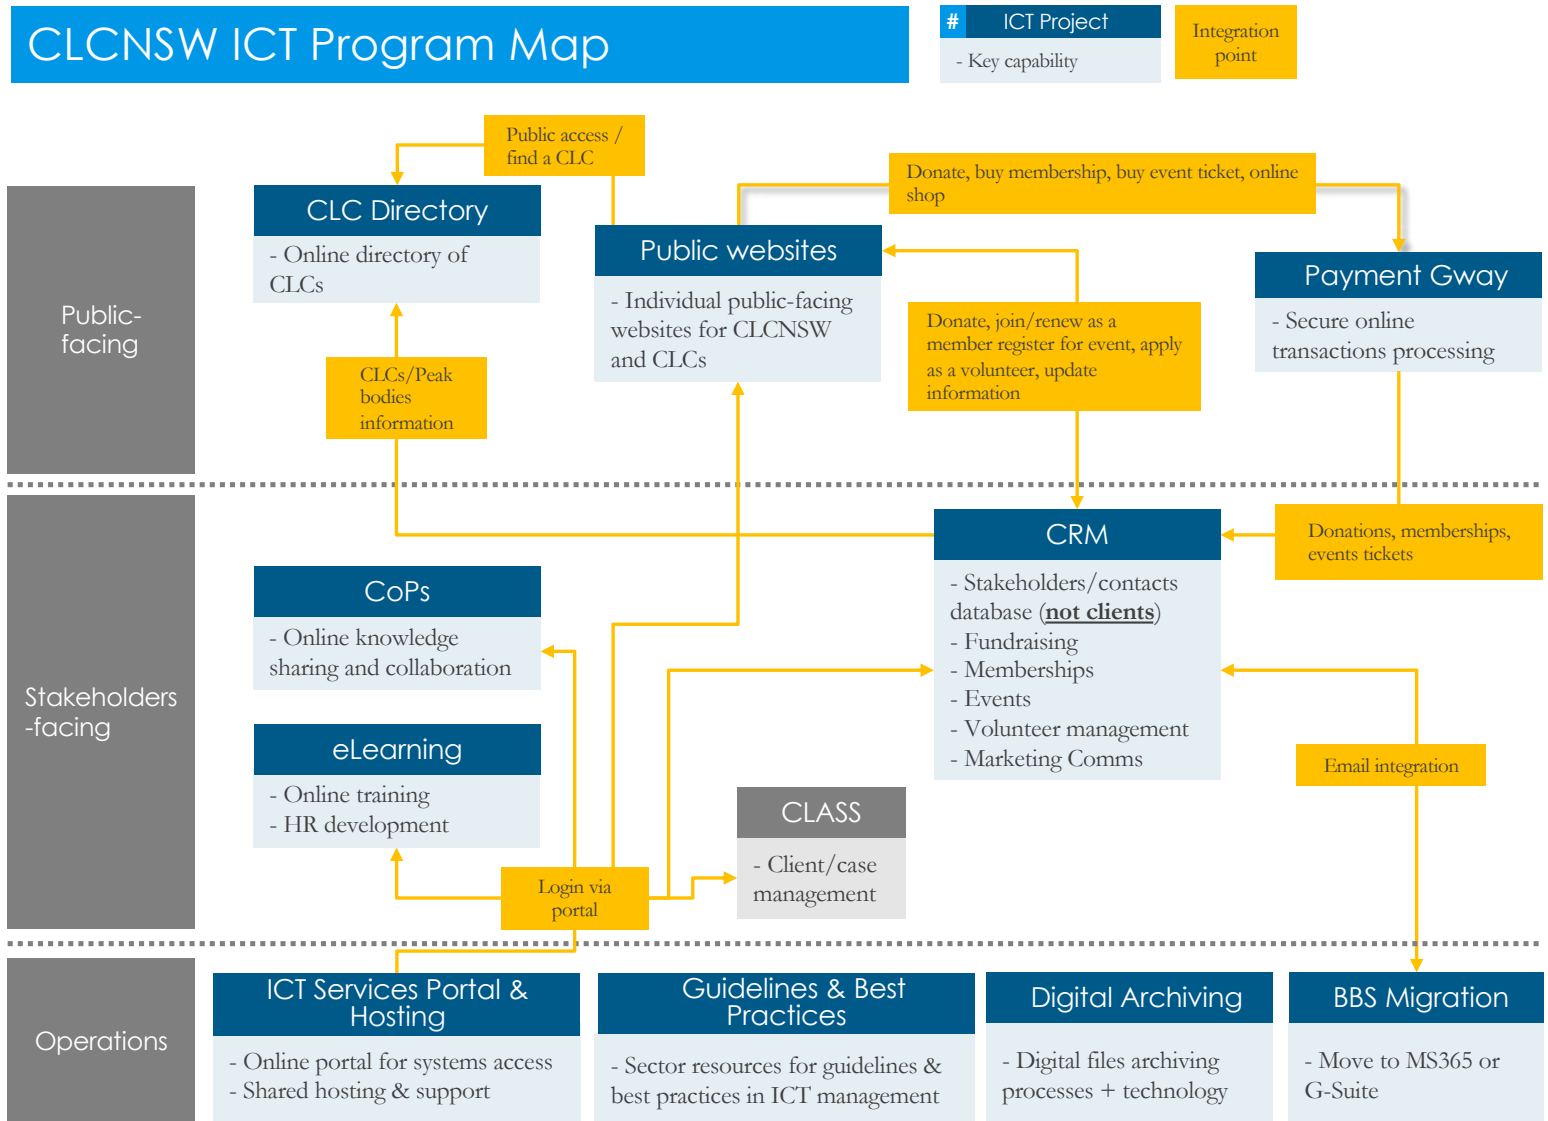 CLCNSW ICT Program Map
# ICT Project
- Key capability
Integration
point
Public-
facing
Public access /
find a CLC
CLC Directory
- Online directory of
CLCs
CLCs/Peak
bodies
information
Public websites
- Individual public-facing
websites for CLCNSW
and CLCs
Donate, buy membership, buy event ticket, online
shop
Donate, join/renew as a
member register for event, apply
as a volunteer, update
information
Payment Gway
- Secure online
transactions processing
Stakeholders
-facing
CoPs
- Online knowledge
sharing and collaboration
eLearning
- Online training
- HR development
Login via
portal
CLASS
- Client/case
management
CRM
- Stakeholders/contacts
database (not clients)
- Fundraising
- Memberships
- Events
- Volunteer management
- Marketing Comms
Donations, memberships,
events tickets
Email integration
Operations
ICT Services Portal &
Hosting
- Online portal for systems access
- Shared hosting & support
Guidelines & Best
Practices
- Sector resources for guidelines &
best practices in ICT management
Digital Archiving
- Digital files archiving
processes + technology
BBS Migration
- Move to MS365 or
G-Suite